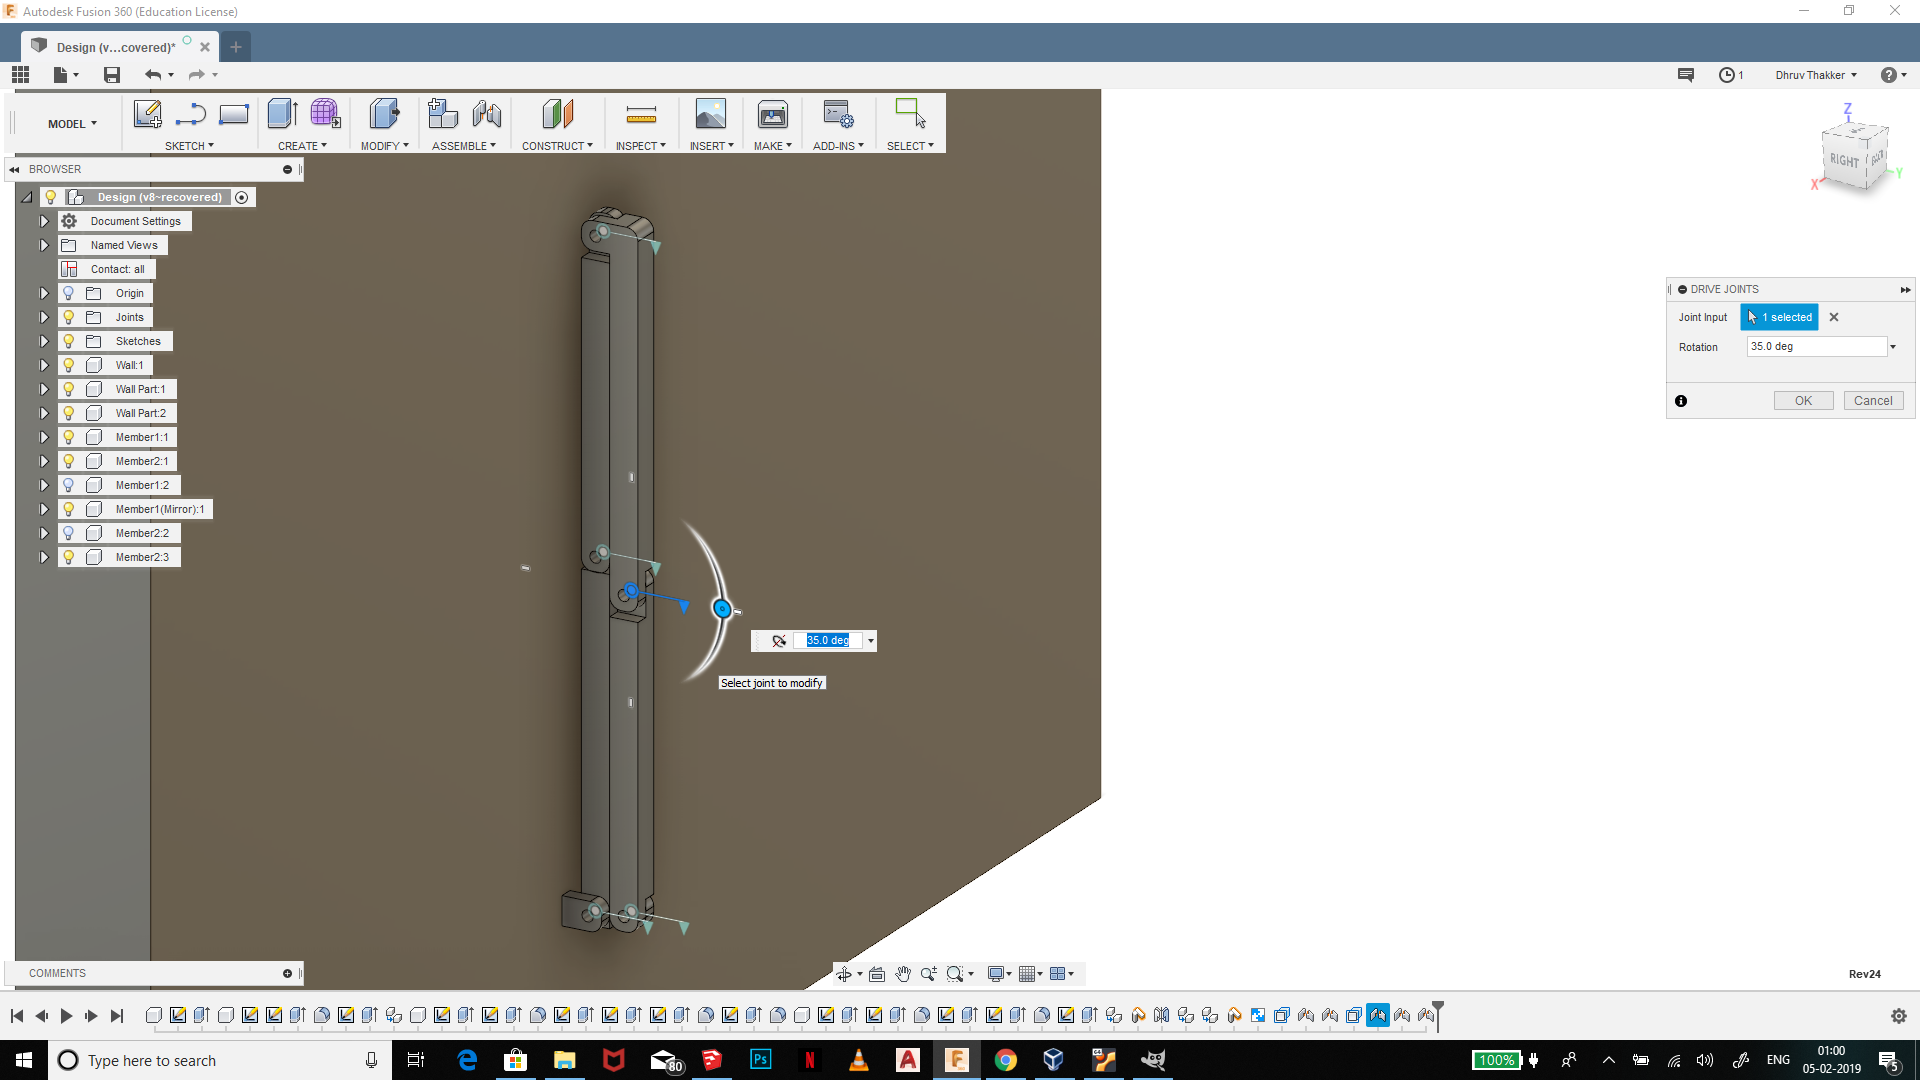 Autodesk Fusion 360 (Education License)
Design (v...covered)*
1
Dhruv Thakker
MODEL
SKETCH
CREATE
MODIFY
ASSEMBLE
CONSTRUCT
INSPECT
INSERT
MAKE
ADD-INS
SELECT
BROWSER
Design (v8~recovered)
Document Settings
Named Views
Contact: all
Origin
Joints
Sketches
Wall:1
Wall Part:1
Wall Part:2
Member1:1
Member2:1
Member1:2
Member1(Mirror):1
Member2:2
Member2:3
Z
RIGHT
X
Y
DRIVE JOINTS
Joint Input
1 selected
Rotation
35.0 deg
OK
Cancel
35.0 deg
Select joint to modify
COMMENTS
Rev24
Type here to search
80
Ps
100%
ENG
01:00
05-02-2019
5